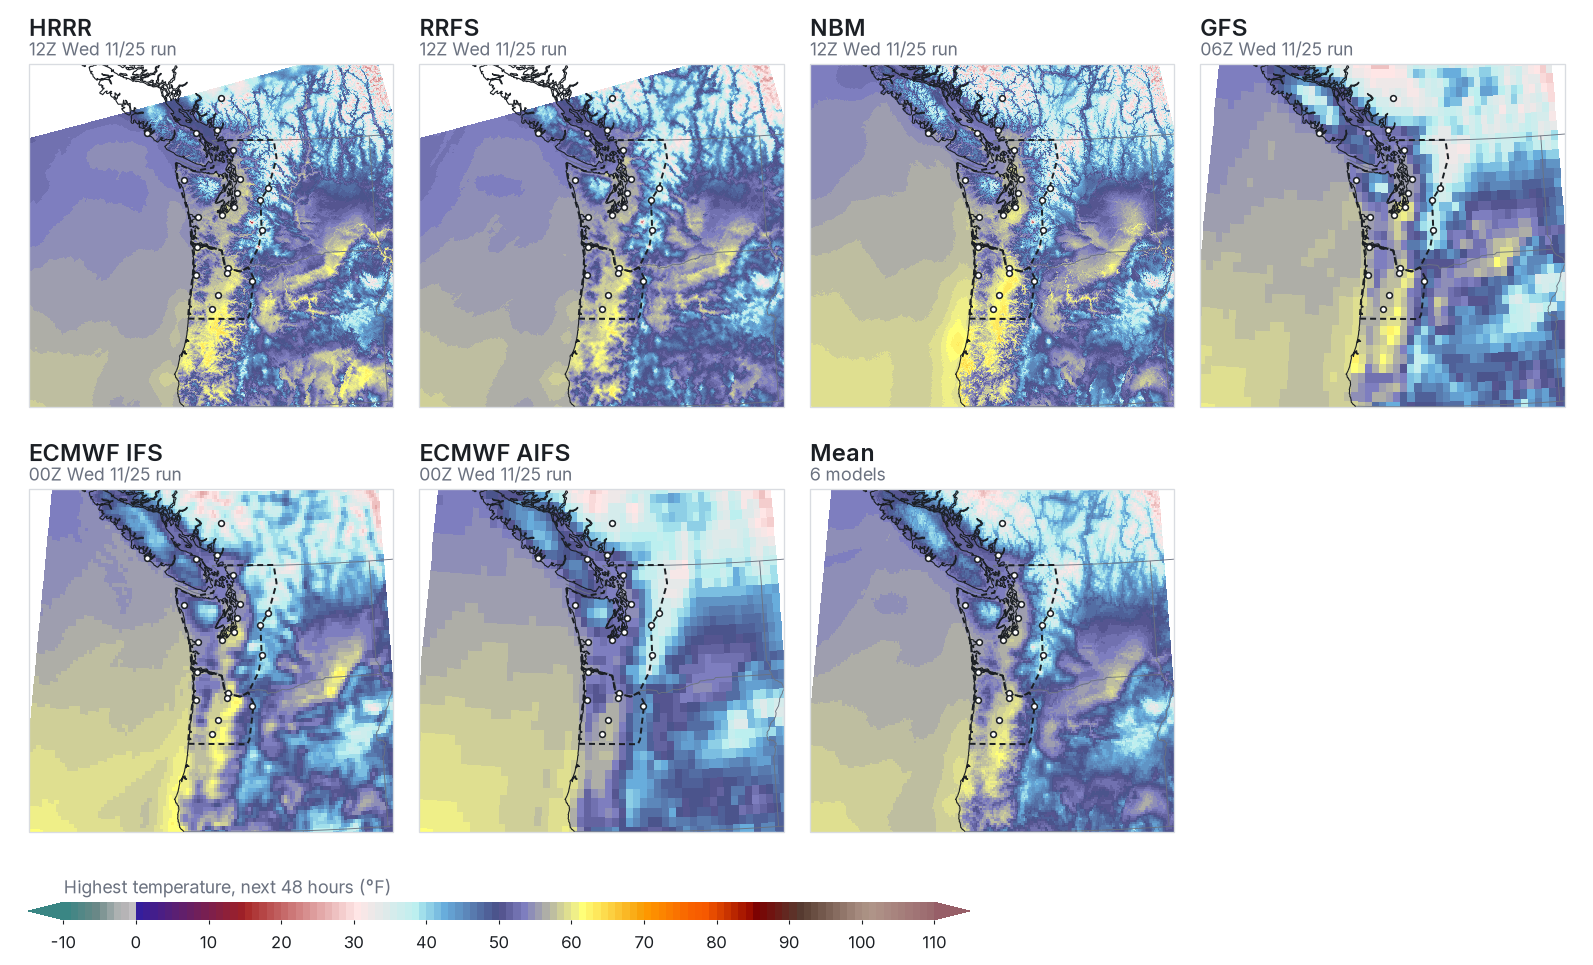 HRRR
12Z Wed 11/25 run
RRFS
12Z Wed 11/25 run
NBM
12Z Wed 11/25 run
GFS
06Z Wed 11/25 run
ECMWF IFS
00Z Wed 11/25 run
ECMWF AIFS
00Z Wed 11/25 run
Mean
6 models
Highest temperature, next 48 hours (°F)
-10 0 10 20 30 40 50 60 70 80 90 100 110